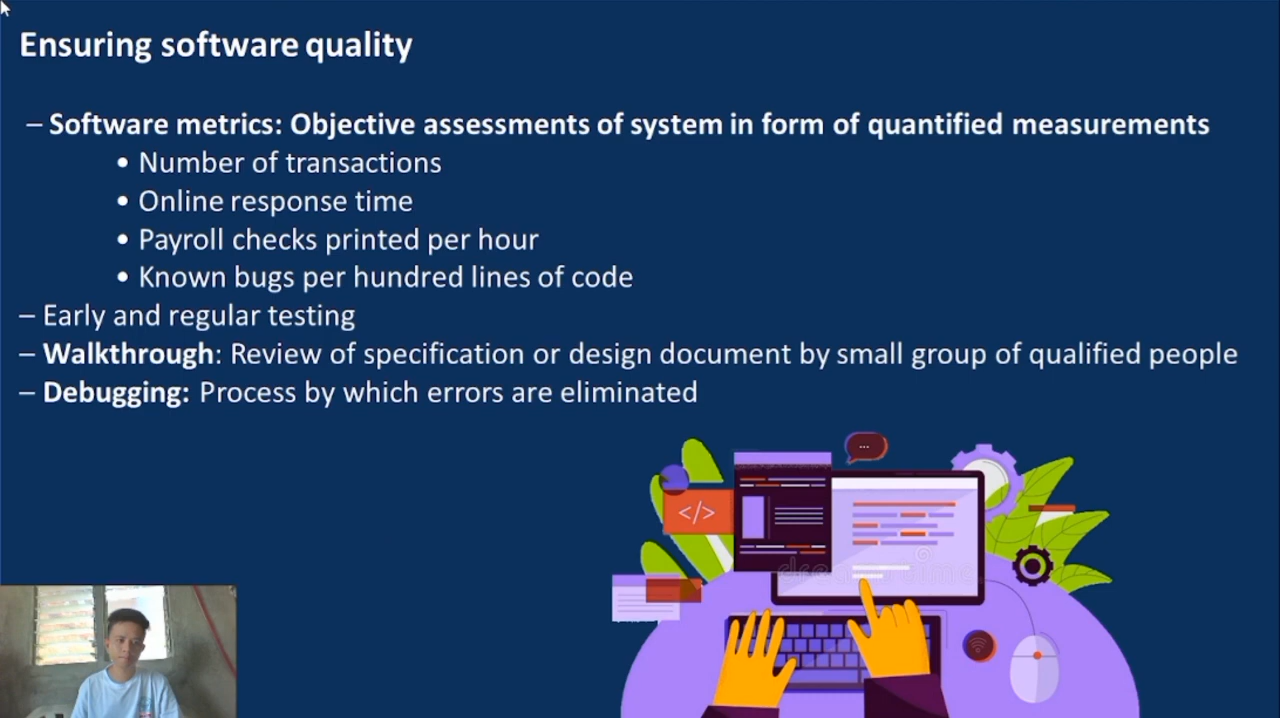 Ensuring software quality
– Software metrics: Objective assessments of system in form of quantified measurements
• Number of transactions
• Online response time
• Payroll checks printed per hour
• Known bugs per hundred lines of code
– Early and regular testing
– Walkthrough: Review of specification or design document by small group of qualified people
– Debugging: Process by which errors are eliminated
...
</>